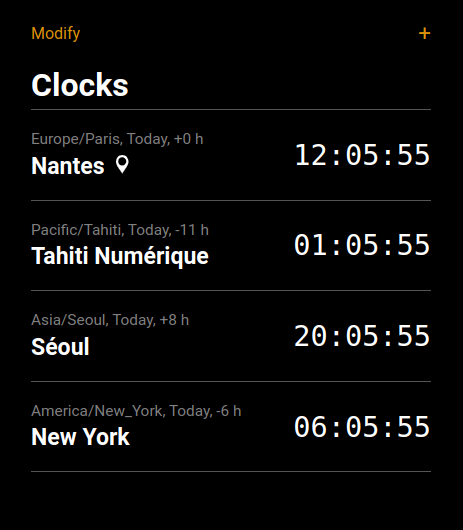 Modify +
Clocks
Europe/Paris, Today, +0 h
Nantes
12:05:55
Pacific/Tahiti, Today, -11 h
Tahiti Numérique
01:05:55
Asia/Seoul, Today, +8 h
Séoul
20:05:55
America/New_York, Today, -6 h
New York
06:05:55